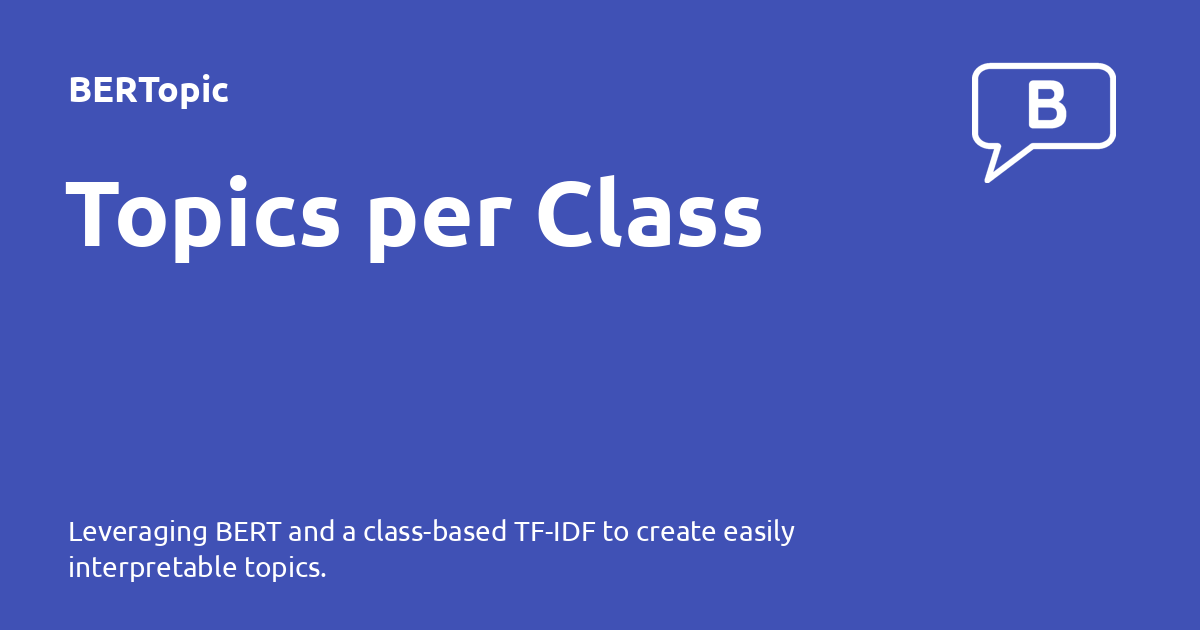 BERTopic
B
Topics per Class
Leveraging BERT and a class-based TF-IDF to create easily
interpretable topics.